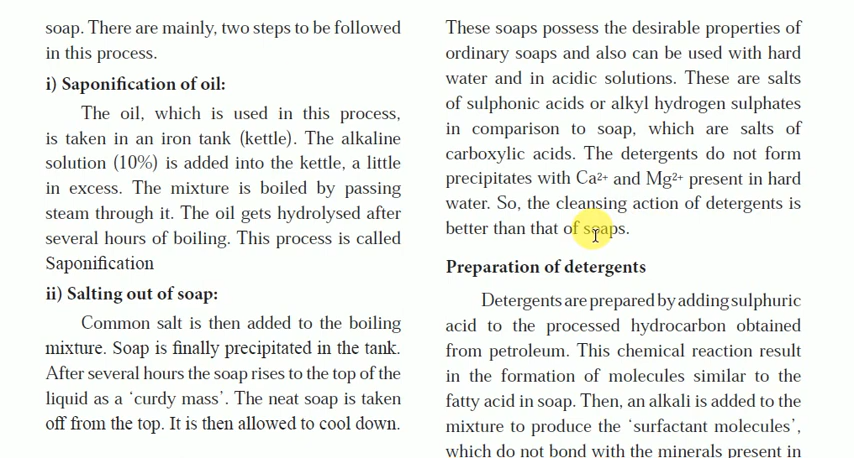 soap. There are mainly, two steps to be followed
in this process.
i) Saponification of oil:
The oil, which is used in this process,
is taken in an iron tank (kettle). The alkaline
solution (10%) is added into the kettle, a little
in excess. The mixture is boiled by passing
steam through it. The oil gets hydrolysed after
several hours of boiling. This process is called
Saponification
ii) Salting out of soap:
Common salt is then added to the boiling
mixture. Soap is finally precipitated in the tank.
After several hours the soap rises to the top of the
liquid as a ‘curdy mass’. The neat soap is taken
off from the top. It is then allowed to cool down.
These soaps possess the desirable properties of
ordinary soaps and also can be used with hard
water and in acidic solutions. These are salts
of sulphonic acids or alkyl hydrogen sulphates
in comparison to soap, which are salts of
carboxylic acids. The detergents do not form
precipitates with Ca²⁺ and Mg²⁺ present in hard
water. So, the cleansing action of detergents is
better than that of soaps.
Preparation of detergents
Detergents are prepared by adding sulphuric
acid to the processed hydrocarbon obtained
from petroleum. This chemical reaction result
in the formation of molecules similar to the
fatty acid in soap. Then, an alkali is added to the
mixture to produce the ‘surfactant molecules’,
which do not bond with the minerals present in